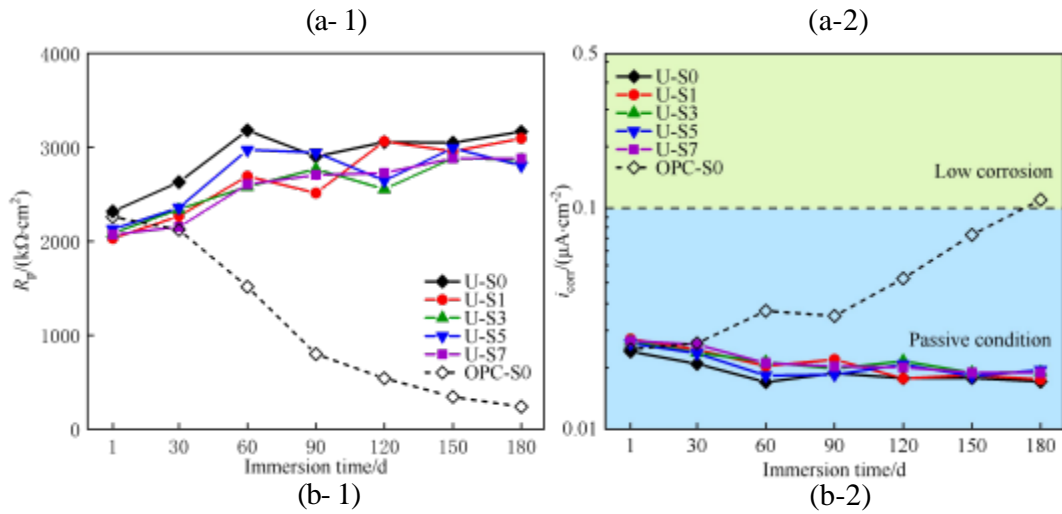 (a- 1)
(a-2)
4000
3000
2000
1000
0
Rp/(kΩ·cm²)
U-S0
U-S1
U-S3
U-S5
U-S7
OPC-S0
1 30 60 90 120 150 180
Immersion time/d
(b- 1)
0.5
0.1
0.01
icorr/(μA·cm⁻²)
U-S0
U-S1
U-S3
U-S5
U-S7
OPC-S0
Low corrosion
Passive condition
1 30 60 90 120 150 180
Immersion time/d
(b-2)